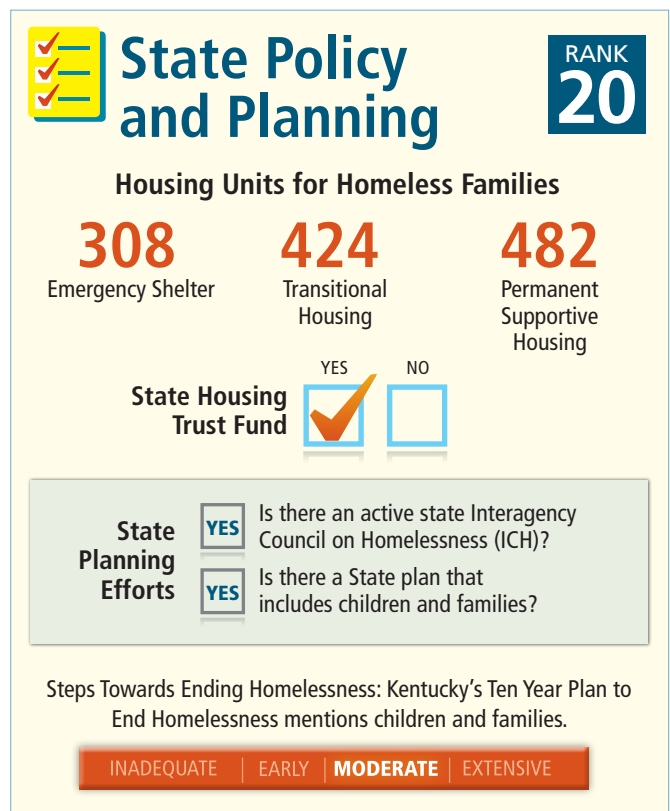 State Policy
and Planning
RANK
20
Housing Units for Homeless Families
308
Emergency Shelter
424
Transitional
Housing
482
Permanent
Supportive
Housing
State Housing
Trust Fund
YES
NO
State
Planning
Efforts
YES
Is there an active state Interagency
Council on Homelessness (ICH)?
YES
Is there a State plan that
includes children and families?
Steps Towards Ending Homelessness: Kentucky's Ten Year Plan to
End Homelessness mentions children and families.
INADEQUATE | EARLY | MODERATE | EXTENSIVE